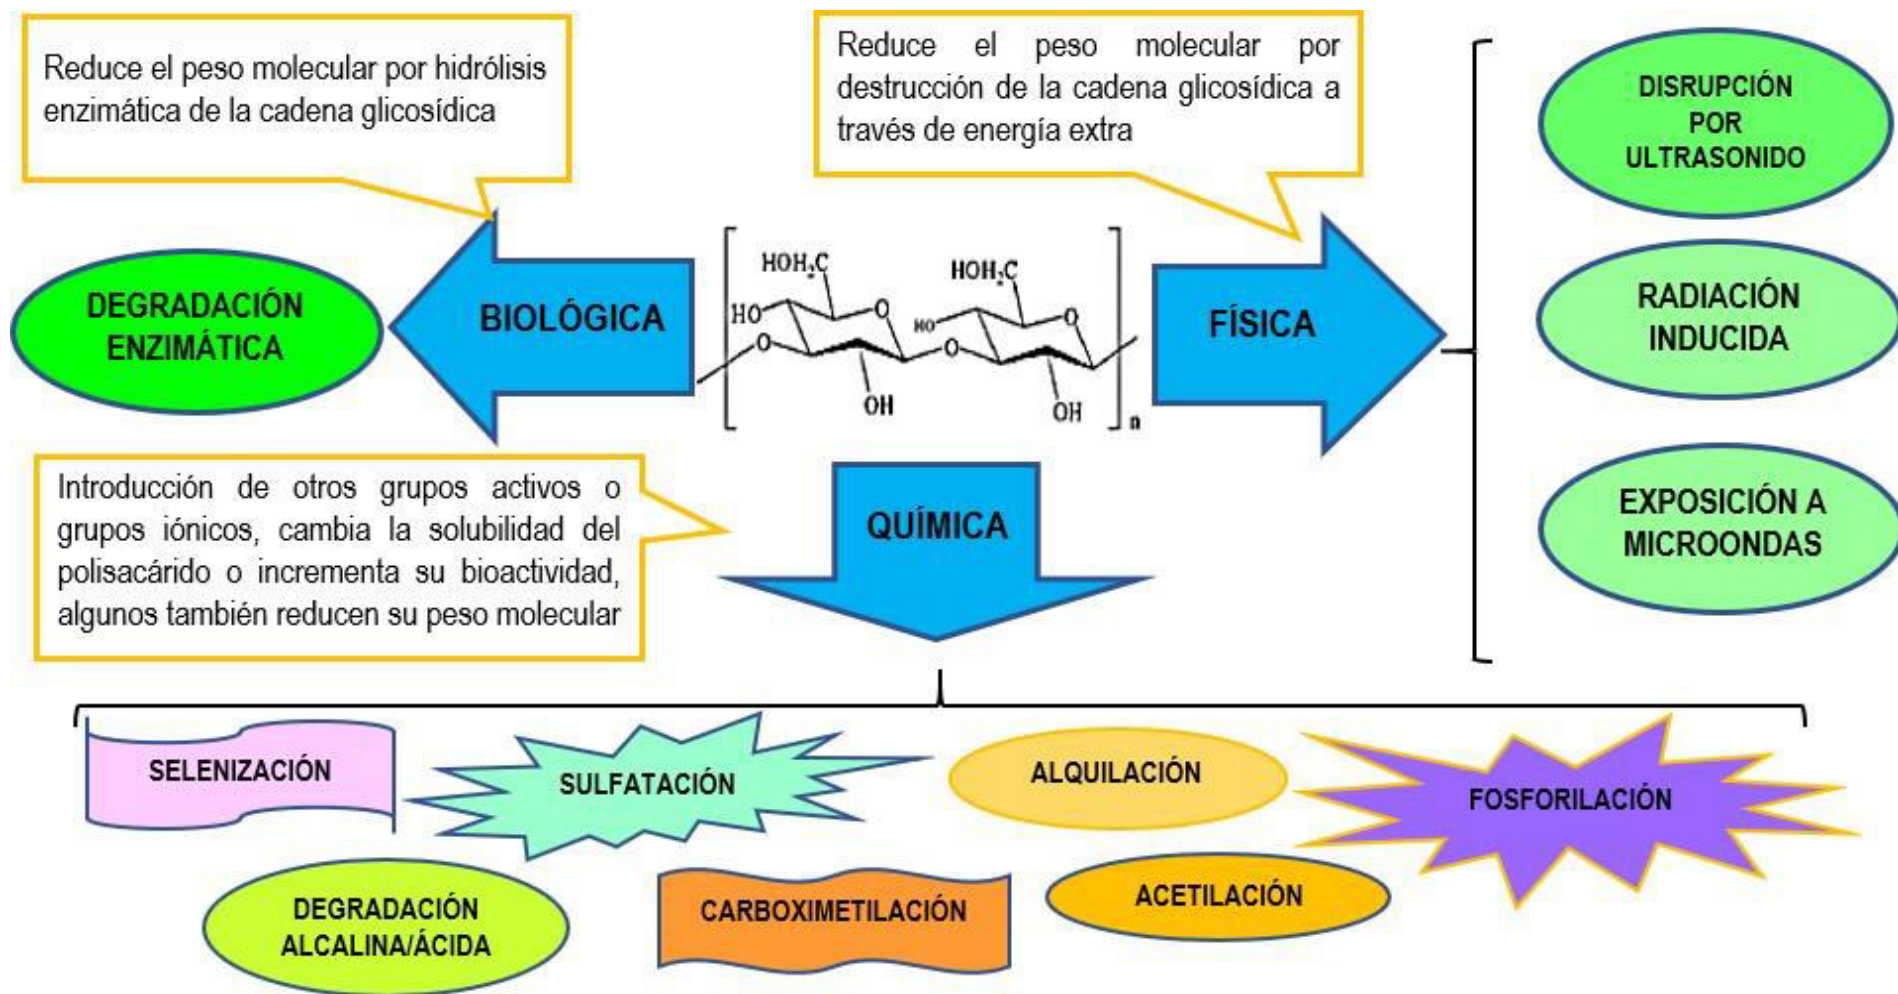 Reduce el peso molecular por hidrólisis
enzimática de la cadena glicosídica
Reduce el peso molecular por
destrucción de la cadena glicosídica a
través de energía extra
DISRUPCIÓN
POR
ULTRASONIDO
DEGRADACIÓN
ENZIMÁTICA
BIOLÓGICA
HOH₂C
HO
O
O
OH
O
HOH₂C
HO
O
OH
n
FÍSICA
RADIACIÓN
INDUCIDA
Introducción de otros grupos activos o
grupos iónicos, cambia la solubilidad del
polisacárido o incrementa su bioactividad,
algunos también reducen su peso molecular
QUÍMICA
EXPOSICIÓN A
MICROONDAS
SELENIZACIÓN
SULFATACIÓN
ALQUILACIÓN
FOSFORILACIÓN
DEGRADACIÓN
ALCALINA/ÁCIDA
CARBOXIMETILACIÓN
ACETILACIÓN